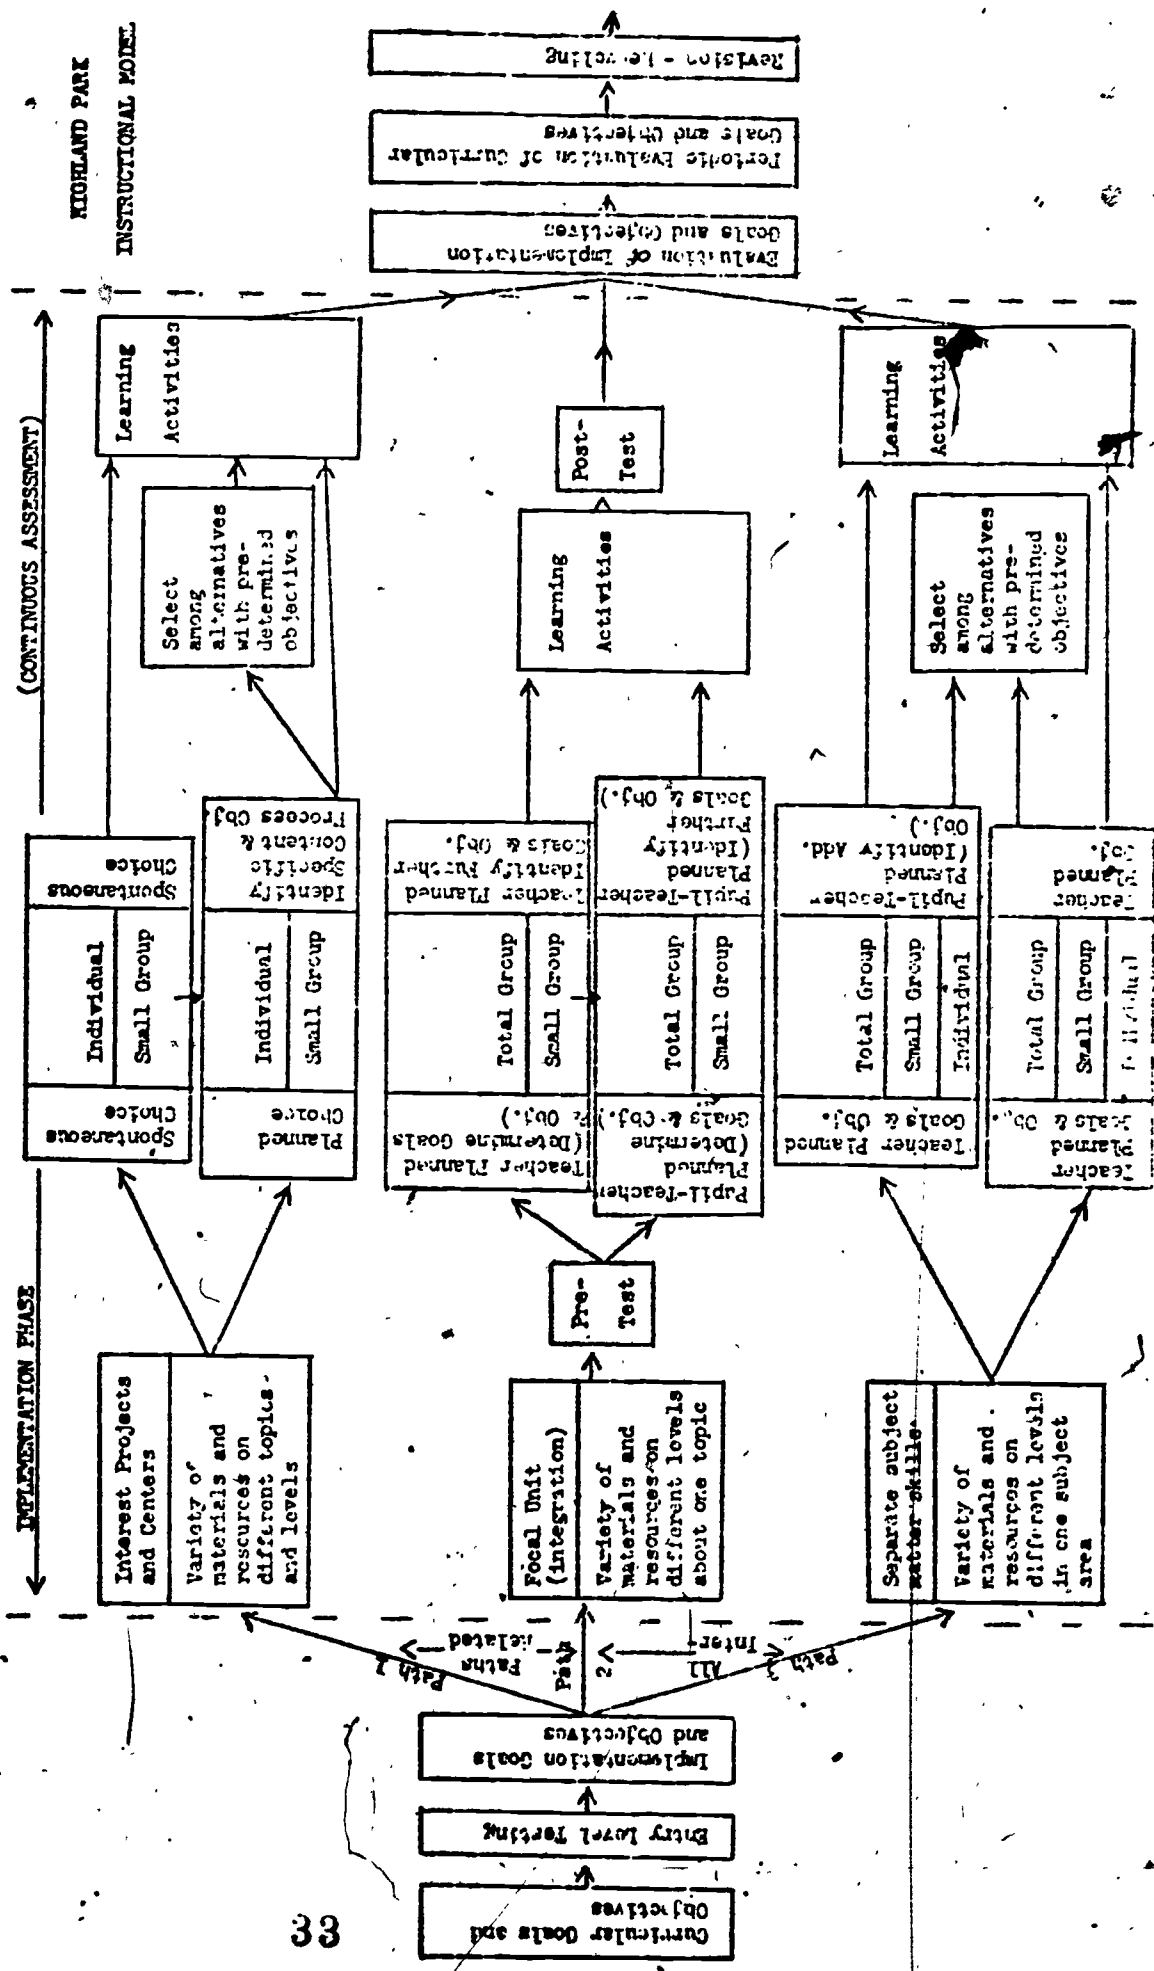 HIGHLAND PARK
INSTRUCTIONAL MODEL
IMPLEMENTATION PHASE
(CONTINUOUS ASSESSMENT)
Curricular Goals and
Objectives
Entry Level Testing
Implementation Goals
and Objectives
Path 1
Paths
Related
Path
2
All
Inter-
Path 3
Interest Projects
and Centers
Variety of
materials and
resources on
different topics
and levels
Spontaneous
Choice
Individual
Small Group
Spontaneous
Choice
Planned
Choice
Individual
Small Group
Identify
Specific
Content &
Process Obj.
Select
among
alternatives
with pre-
determined
objectives
Learning
Activities
Focal Unit
(integration)
Variety of
materials and
resources on
different levels
about one topic
Pre-
Test
Teacher Planned
(Determine Goals
& Obj.)
Total Group
Small Group
Teacher Planned
Identify Further
Goals & Obj.
Pupil-Teacher
Planned
(Determine
Goals & Obj.)
Total Group
Small Group
Pupil-Teacher
Planned
(Identify
Further
Goals & Obj.)
Learning
Activities
Post-
Test
Separate subject
matter skills
Variety of
materials and
resources on
different levels
in one subject
area
Teacher Planned
Goals & Obj.
Total Group
Small Group
Individual
Pupil-Teacher
Planned
(Identify Add.
Obj.)
Teacher
Planned
Goals & Obj.
Total Group
Small Group
Individual
Teacher
Planned
Obj.
Select
among
alternatives
with pre-
determined
objectives
Learning
Activities
Evaluation of Implementation
Goals and Objectives
Periodic Evaluation of Curricular
Goals and Objectives
Revision -
33